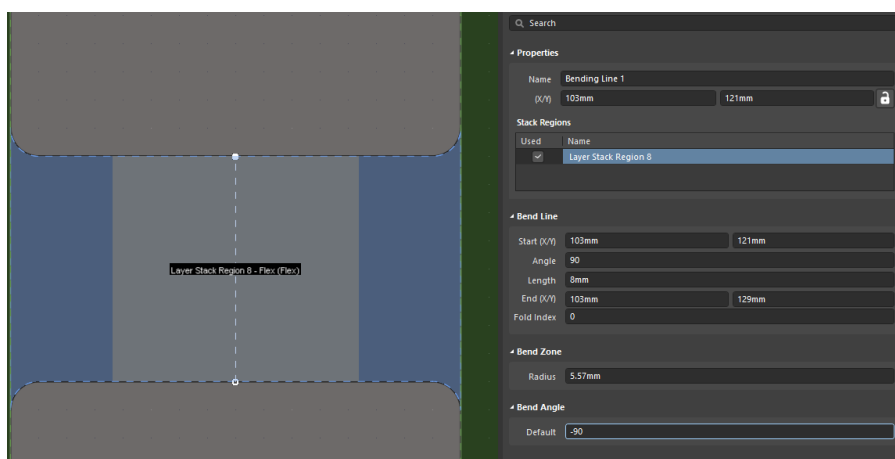 Search
Properties
Name Bending Line 1
(X/Y) 103mm 121mm
Stack Regions
Used Name
Layer Stack Region 8
Bend Line
Start (X/Y) 103mm 121mm
Angle 90
Length 8mm
End (X/Y) 103mm 129mm
Fold Index 0
Bend Zone
Radius 5.57mm
Bend Angle
Default -90
Layer Stack Region 8 - Flex (Flex)